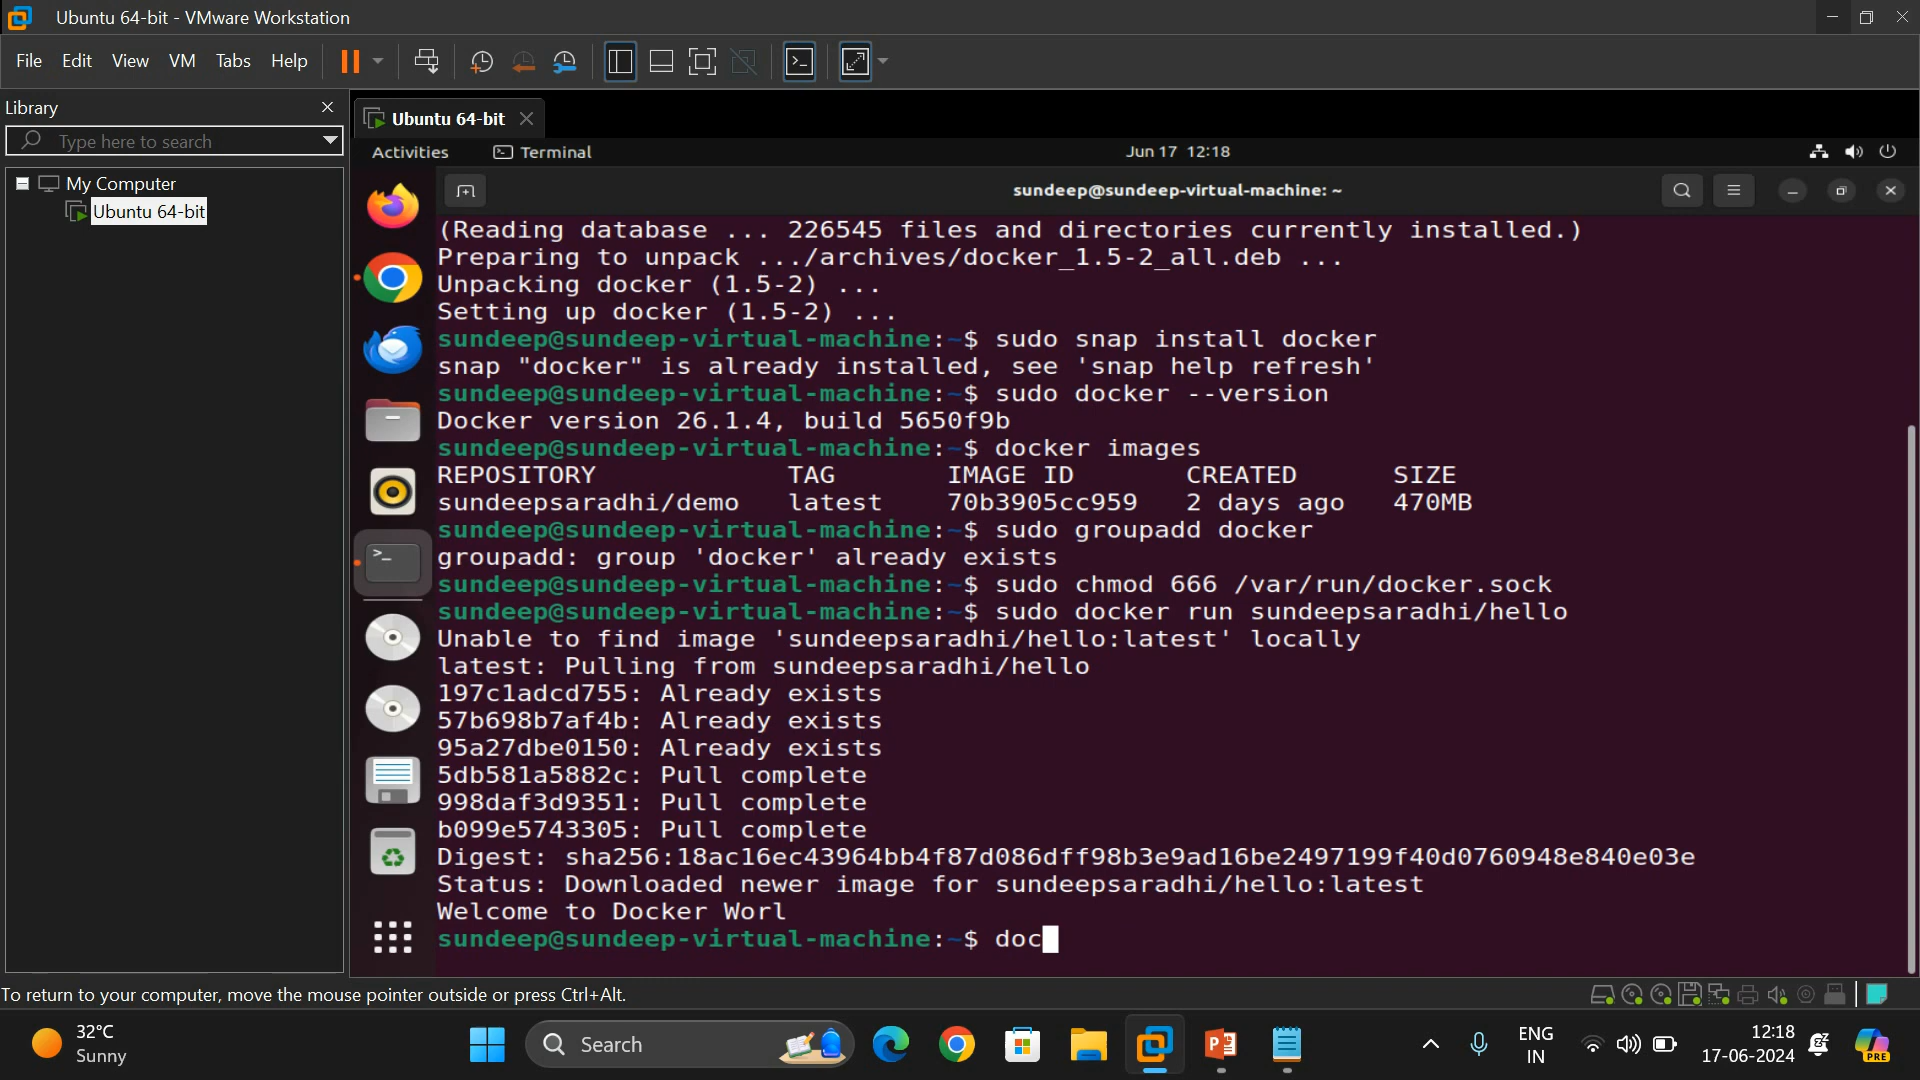 Ubuntu 64-bit - VMware Workstation
File Edit View VM Tabs Help
Library
Type here to search
My Computer
Ubuntu 64-bit
Ubuntu 64-bit
Activities Terminal Jun 17 12:18
sundeep@sundeep-virtual-machine: ~
(Reading database ... 226545 files and directories currently installed.)
Preparing to unpack .../archives/docker_1.5-2_all.deb ...
Unpacking docker (1.5-2) ...
Setting up docker (1.5-2) ...
sundeep@sundeep-virtual-machine:~$ sudo snap install docker
snap "docker" is already installed, see 'snap help refresh'
sundeep@sundeep-virtual-machine:~$ sudo docker --version
Docker version 26.1.4, build 5650f9b
sundeep@sundeep-virtual-machine:~$ docker images
REPOSITORY TAG IMAGE ID CREATED SIZE
sundeepsaradhi/demo latest 70b3905cc959 2 days ago 470MB
sundeep@sundeep-virtual-machine:~$ sudo groupadd docker
groupadd: group 'docker' already exists
sundeep@sundeep-virtual-machine:~$ sudo chmod 666 /var/run/docker.sock
sundeep@sundeep-virtual-machine:~$ sudo docker run sundeepsaradhi/hello
Unable to find image 'sundeepsaradhi/hello:latest' locally
latest: Pulling from sundeepsaradhi/hello
197c1adcd755: Already exists
57b698b7af4b: Already exists
95a27dbe0150: Already exists
5db581a5882c: Pull complete
998daf3d9351: Pull complete
b099e5743305: Pull complete
Digest: sha256:18ac16ec43964bb4f87d086dff98b3e9ad16be2497199f40d0760948e840e03e
Status: Downloaded newer image for sundeepsaradhi/hello:latest
Welcome to Docker Worl
sundeep@sundeep-virtual-machine:~$ doc
To return to your computer, move the mouse pointer outside or press Ctrl+Alt.
32°C
Sunny
Search
ENG
IN
12:18
17-06-2024
PRE